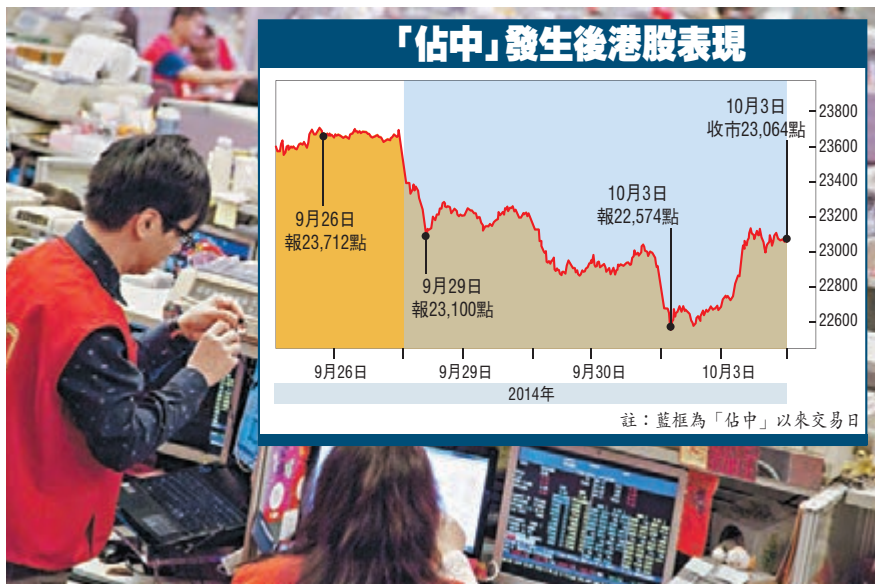 「佔中」發生後港股表現
10月3日
收市23,064點
23800
23600
23400
23200
23000
22800
22600
10月3日
報22,574點
9月26日
報23,712點
9月29日
報23,100點
9月26日
9月29日
9月30日
10月3日
2014年
註：藍框為「佔中」以來交易日